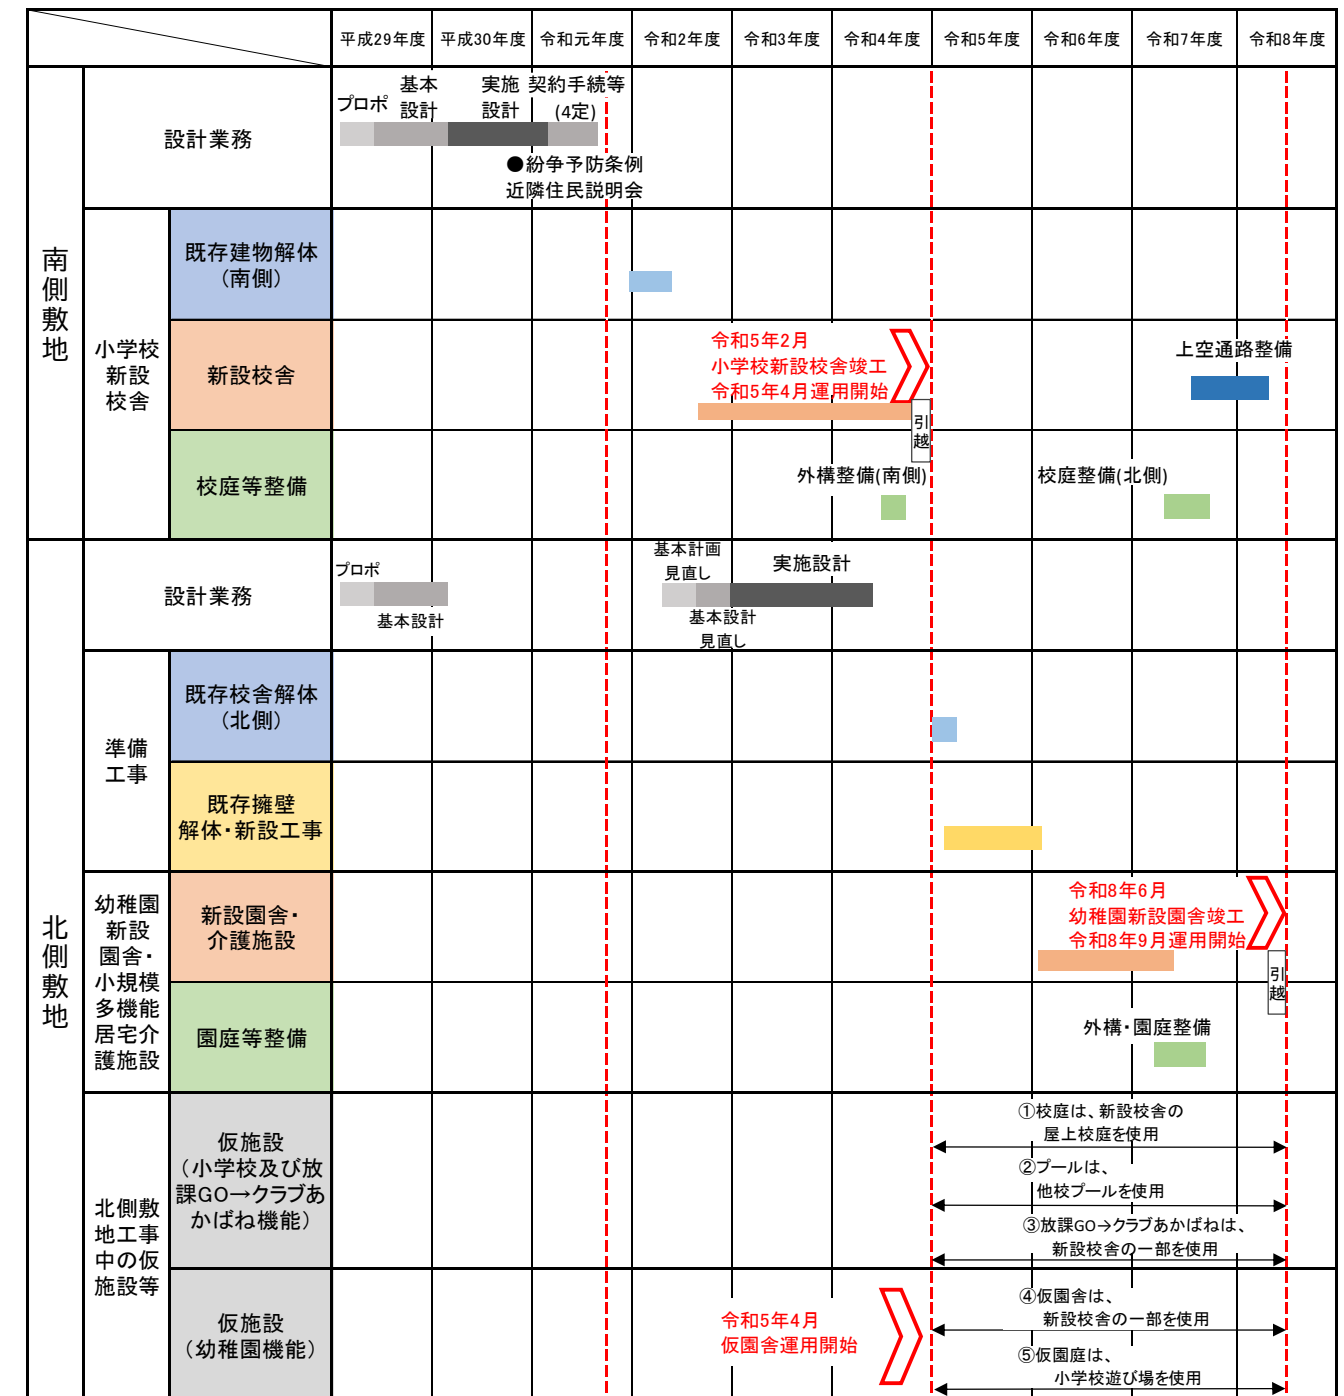 平成29年度 平成30年度 令和元年度 令和2年度 令和3年度 令和4年度 令和5年度 令和6年度 令和7年度 令和8年度
南側敷地
設計業務
プロポ
基本
設計
実施
設計
契約手続等
(4定)
●紛争予防条例
近隣住民説明会
小学校
新設
校舎
既存建物解体
(南側)
新設校舎
令和5年2月
小学校新設校舎竣工
令和5年4月運用開始
引越
上空通路整備
校庭等整備
外構整備(南側)
校庭整備(北側)
北側敷地
設計業務
プロポ
基本設計
基本計画
見直し
基本設計
見直し
実施設計
準備
工事
既存校舎解体
(北側)
既存擁壁
解体・新設工事
幼稚園
新設
園舎・
小規模
多機能
居宅介
護施設
新設園舎・
介護施設
令和8年6月
幼稚園新設園舎竣工
令和8年9月運用開始
引越
園庭等整備
外構・園庭整備
北側敷
地工事
中の仮
施設等
仮施設
(小学校及び放
課GO→クラブあ
かばね機能)
①校庭は、新設校舎の
屋上校庭を使用
②プールは、
他校プールを使用
③放課GO→クラブあかばねは、
新設校舎の一部を使用
仮施設
(幼稚園機能)
令和5年4月
仮園舎運用開始
④仮園舎は、
新設校舎の一部を使用
⑤仮園庭は、
小学校遊び場を使用